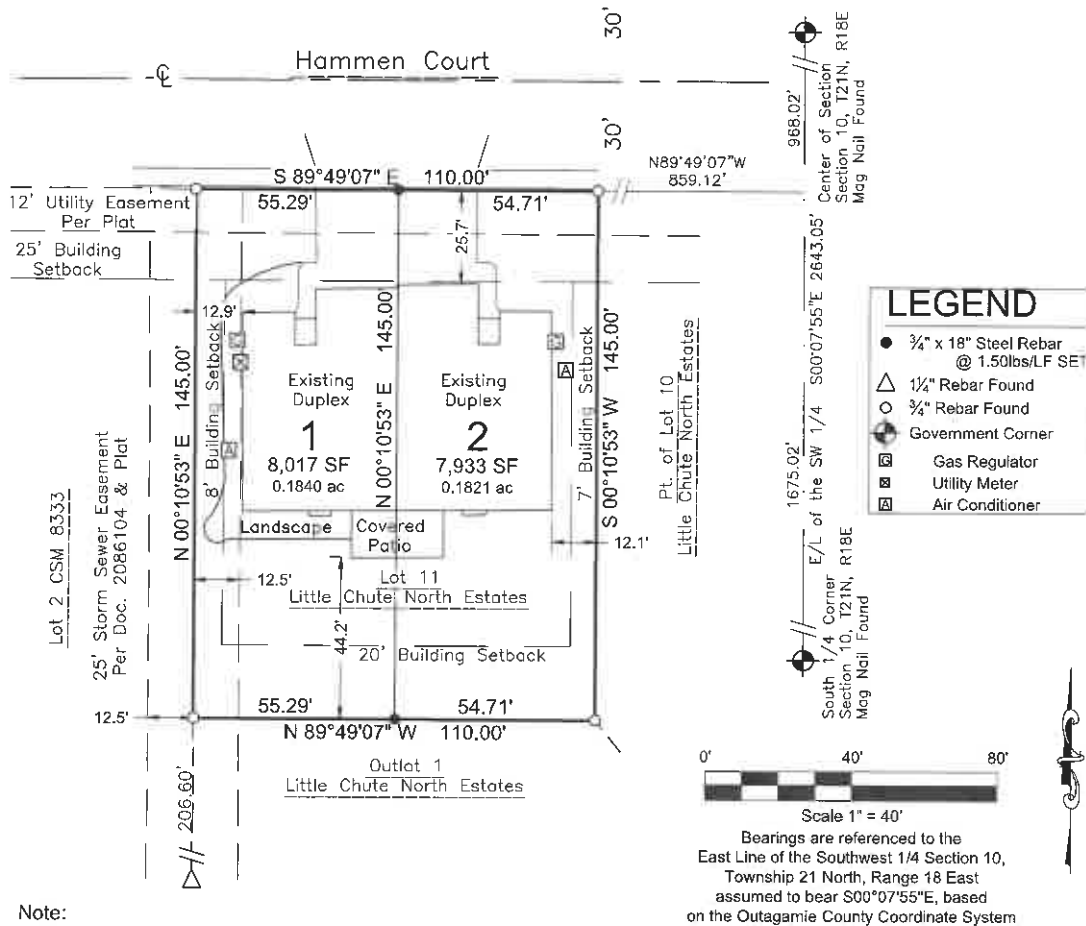 30'
Hammen Court
℄
30'
968.02'
Center of Section
Section 10, T21N, R18E
Mag Nail Found
N89°49'07"W
859.12'
S 89°49'07" E 110.00'
55.29'
54.71'
12' Utility Easement
Per Plat
25' Building
Setback
25.7'
12.9'
N 00°10'53" E 145.00'
8' Building Setback
N 00°10'53" E 145.00'
7' Building Setback
S 00°10'53" W 145.00'
Existing
Duplex
1
8,017 SF
0.1840 ac
Existing
Duplex
2
7,933 SF
0.1821 ac
G
G
A
A
Landscape
Covered
Patio
12.1'
12.5'
Lot 11
Little Chute North Estates
44.2'
20' Building Setback
Lot 2 CSM 8333
25' Storm Sewer Easement
Per Doc. 2086104 & Plat
Pt. of Lot 10
Little Chute North Estates
12.5'
55.29'
54.71'
N 89°49'07" W 110.00'
Outlot 1
Little Chute North Estates
206.60'
1675.02'
E/L of the SW 1/4 S00°07'55"E 2643.05'
South 1/4 Corner
Section 10, T21N, R18E
Mag Nail Found
LEGEND
¾" x 18" Steel Rebar
@ 1.50lbs/LF SET
1¼" Rebar Found
¾" Rebar Found
Government Corner
G Gas Regulator
Utility Meter
A Air Conditioner
0' 40' 80'
Scale 1" = 40'
Bearings are referenced to the
East Line of the Southwest 1/4 Section 10,
Township 21 North, Range 18 East
assumed to bear S00°07'55"E, based
on the Outagamie County Coordinate System
Note: